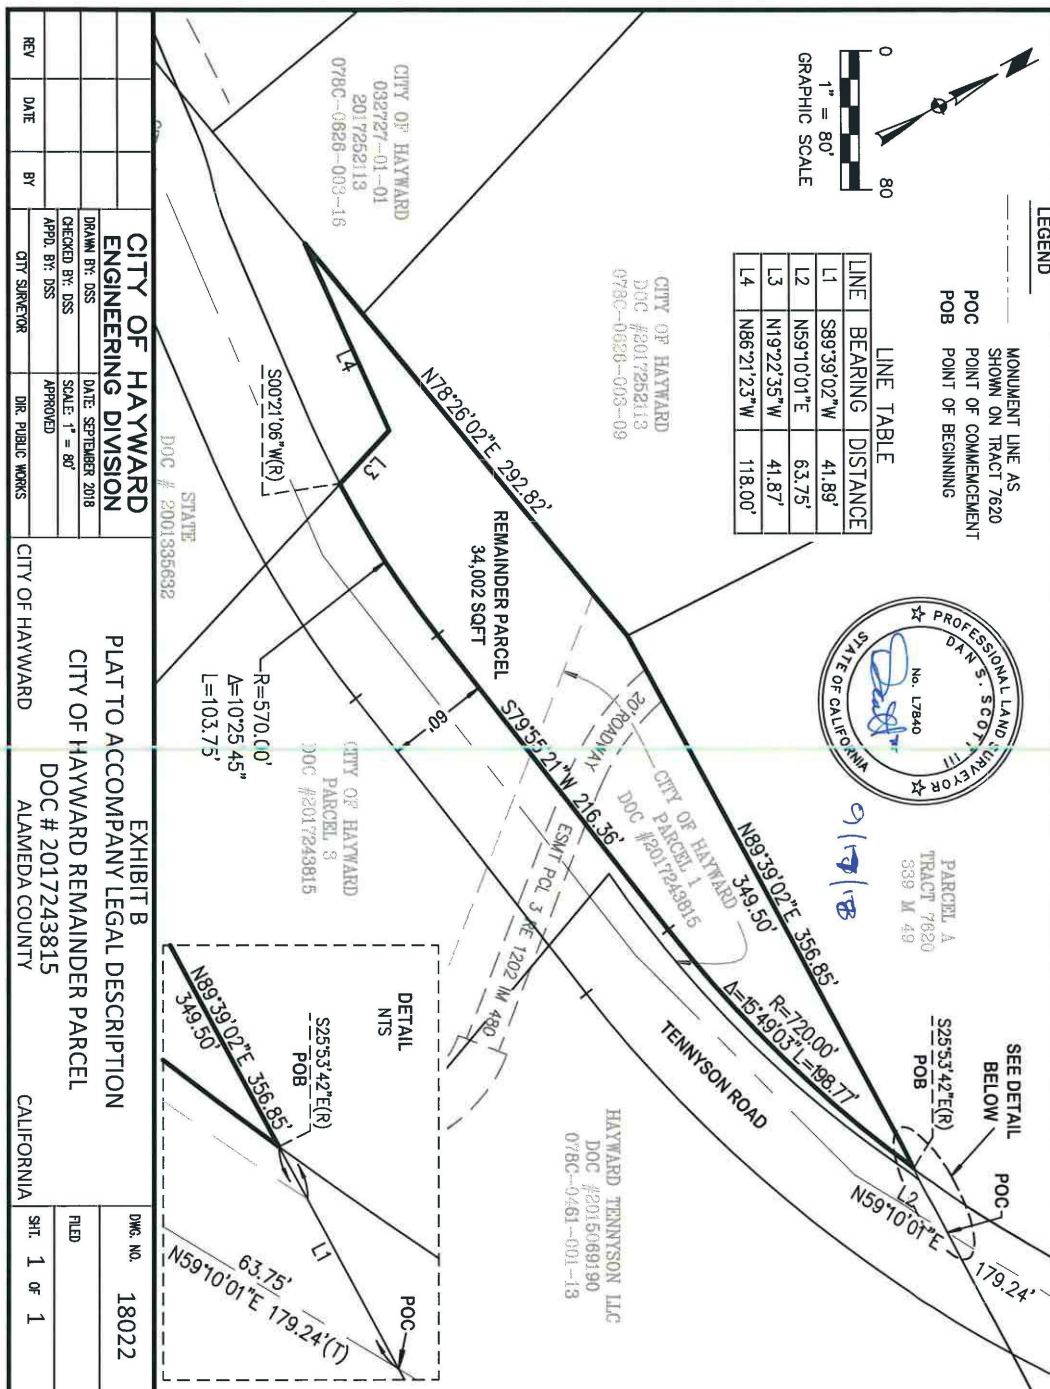 LEGEND
MONUMENT LINE AS
SHOWN ON TRACT 7620
POC POINT OF COMMENCEMENT
POB POINT OF BEGINNING
N
0 80
1" = 80'
GRAPHIC SCALE
LINE TABLE
LINE BEARING DISTANCE
L1 S89°39'02"W 41.89'
L2 N59°10'01"E 63.75'
L3 N19°22'35"W 41.87'
L4 N86°21'23"W 118.00'
PROFESSIONAL LAND SURVEYOR
DAN S. SCOTT III
No. L7840
STATE OF CALIFORNIA
PARCEL A
TRACT 7620
339 M 49
SEE DETAIL
BELOW
POC
S25°53'42"E(R)
POB
L2
N59°10'01"E
179.24'
CITY OF HAYWARD
032727-01-01
2017252113
078C-0626-003-16
CITY OF HAYWARD
DOC #2017252113
078C-0626-003-09
N78°26'02"E 292.82'
L4
L3
S00°21'06"W(R)
REMAINDER PARCEL
34,002 SQFT
N89°39'02"E 356.85'
349.50'
20' ROADWAY
ESMT PCL 3 RE 1202 IM 480
CITY OF HAYWARD
PARCEL 1
DOC #2017243815
S79°55'21"W 216.36'
60'
R=720.00'
Δ=15°49'03"L=198.77'
TENNYSON ROAD
R=570.00'
Δ=10°25'45"
L=103.75'
STATE
DOC # 2001335632
CITY OF HAYWARD
PARCEL 3
DOC #2017243815
HAYWARD TENNYSON LLC
DOC #2015069190
078C-0461-001-13
DETAIL
NTS
S25°53'42"E(R)
POB
N89°39'02"E 356.85'
349.50'
L1
POC
63.75'
N59°10'01"E 179.24'(T)
REV DATE BY
CITY OF HAYWARD
ENGINEERING DIVISION
DRAWN BY: DSS DATE: SEPTEMBER 2018
CHECKED BY: DSS SCALE: 1" = 80'
APPD. BY: DSS APPROVED
CITY SURVEYOR DIR. PUBLIC WORKS
EXHIBIT B
PLAT TO ACCOMPANY LEGAL DESCRIPTION
CITY OF HAYWARD REMAINDER PARCEL
DOC # 2017243815
CITY OF HAYWARD ALAMEDA COUNTY CALIFORNIA
DWG. NO. 18022
FILED
SHT. 1 OF 1